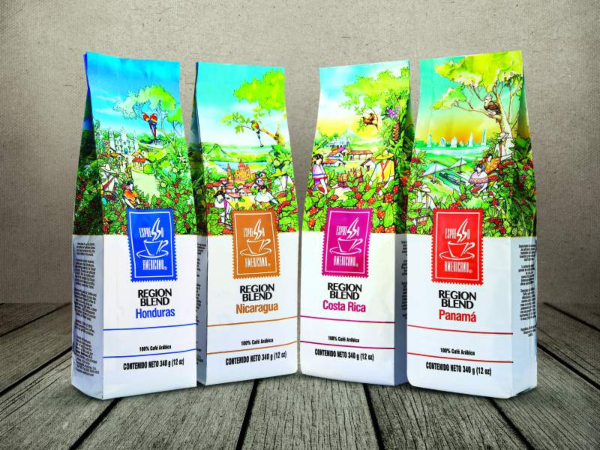 ESPRESSO
AMERICANO
REGION
BLEND
Honduras
100% Café Arábica
CONTENIDO NETO 340 g (12 oz)
ESPRESSO
AMERICANO
REGION
BLEND
Nicaragua
100% Café Arábica
CONTENIDO NETO 340 g (12 oz)
ESPRESSO
AMERICANO
REGION
BLEND
Costa Rica
100% Café Arábica
CONTENIDO NETO 340 g (12 oz)
ESPRESSO
AMERICANO
REGION
BLEND
Panamá
100% Café Arábica
CONTENIDO NETO 340 g (12 oz)